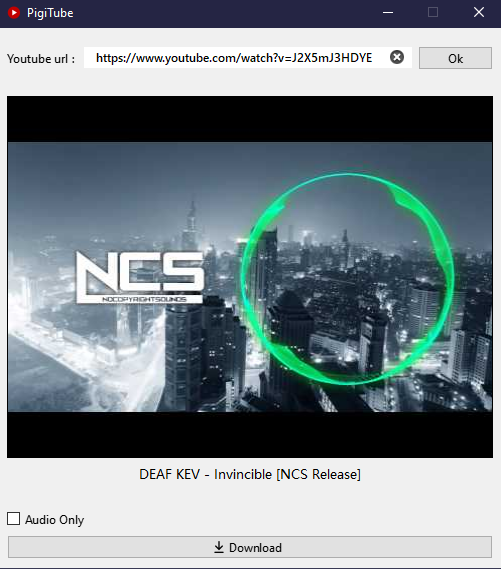 PigiTube
Youtube url : https://www.youtube.com/watch?v=J2X5mJ3HDYE Ok
NCS
NOCOPYRIGHTSOUNDS
DEAF KEV - Invincible [NCS Release]
Audio Only
Download